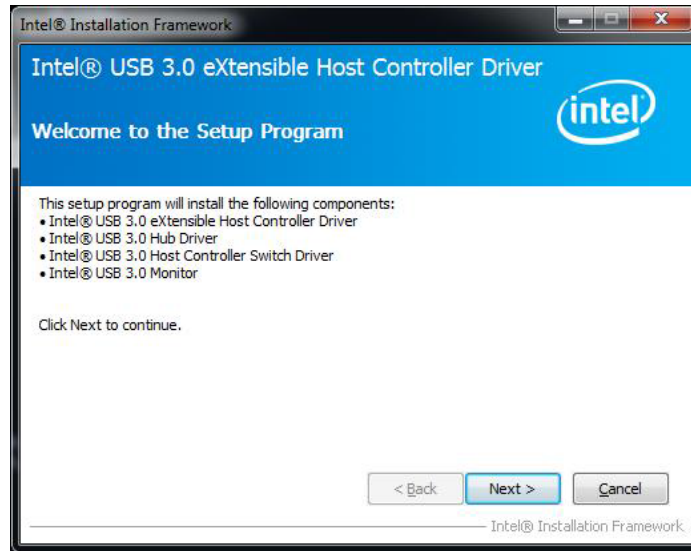 Intel® Installation Framework
Intel® USB 3.0 eXtensible Host Controller Driver
intel
Welcome to the Setup Program
This setup program will install the following components:
• Intel® USB 3.0 eXtensible Host Controller Driver
• Intel® USB 3.0 Hub Driver
• Intel® USB 3.0 Host Controller Switch Driver
• Intel® USB 3.0 Monitor
Click Next to continue.
< Back Next > Cancel
Intel® Installation Framework